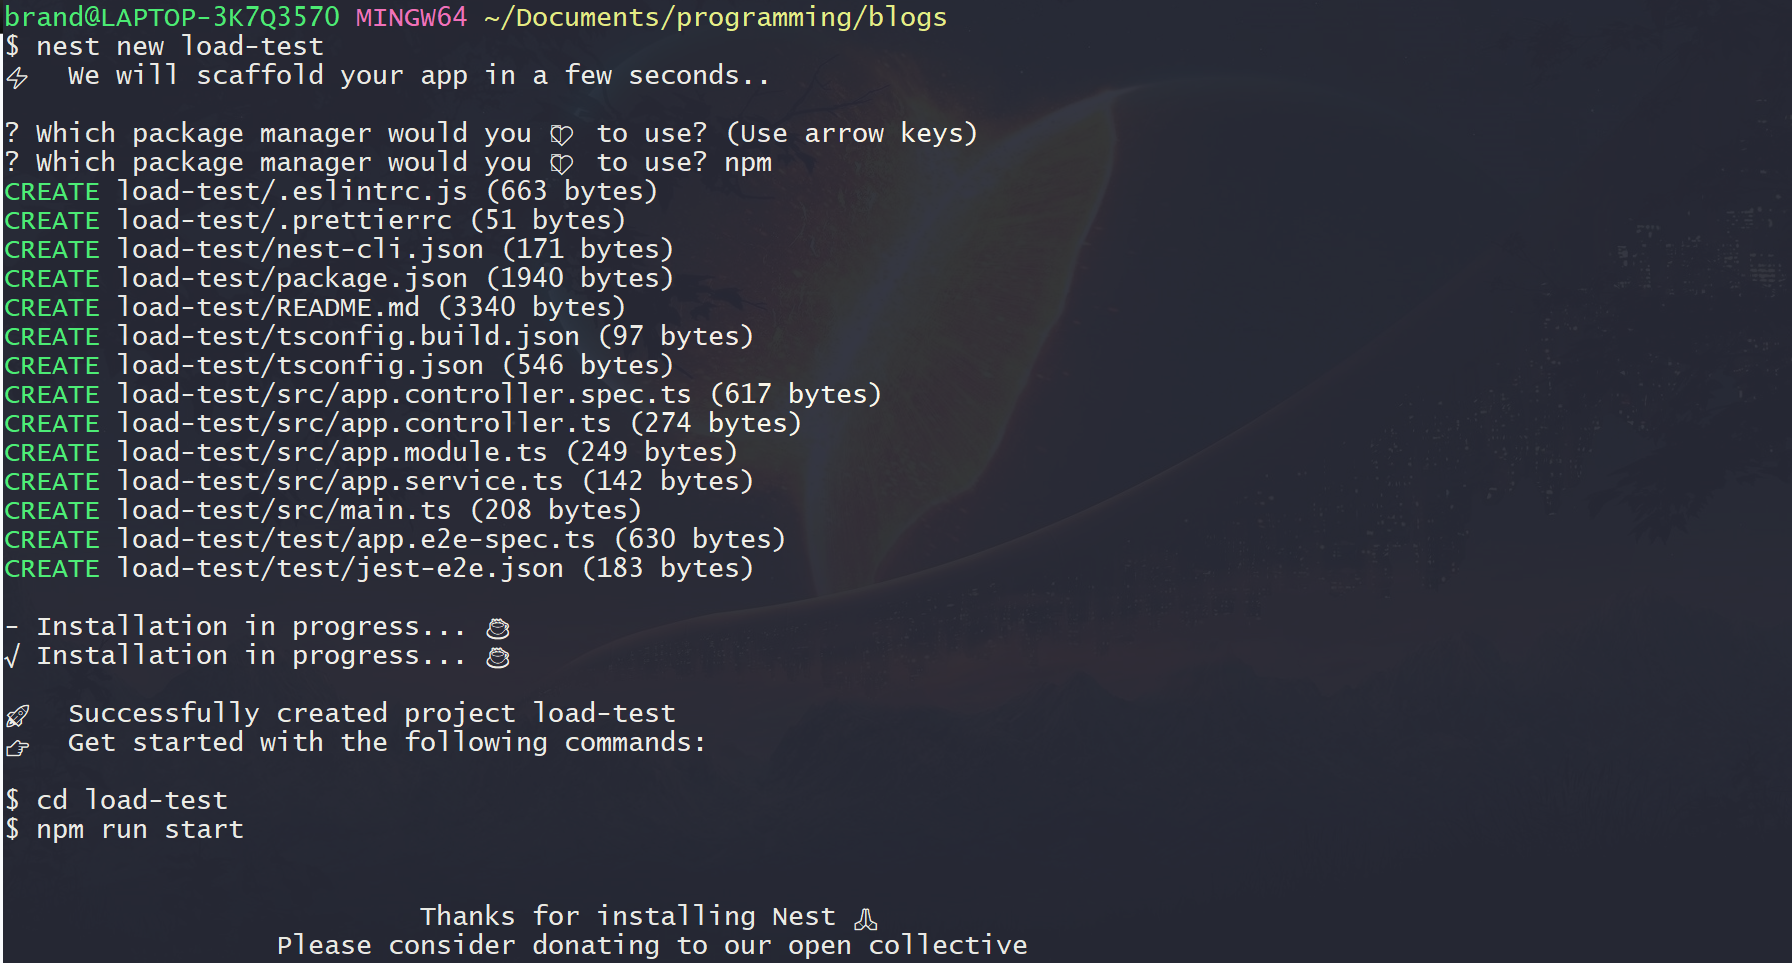 brand@LAPTOP-3K7Q3570 MINGW64 ~/Documents/programming/blogs
$ nest new load-test
⚡  We will scaffold your app in a few seconds..
? Which package manager would you 💖  to use? (Use arrow keys)
? Which package manager would you 💖  to use? npm
CREATE load-test/.eslintrc.js (663 bytes)
CREATE load-test/.prettierrc (51 bytes)
CREATE load-test/nest-cli.json (171 bytes)
CREATE load-test/package.json (1940 bytes)
CREATE load-test/README.md (3340 bytes)
CREATE load-test/tsconfig.build.json (97 bytes)
CREATE load-test/tsconfig.json (546 bytes)
CREATE load-test/src/app.controller.spec.ts (617 bytes)
CREATE load-test/src/app.controller.ts (274 bytes)
CREATE load-test/src/app.module.ts (249 bytes)
CREATE load-test/src/app.service.ts (142 bytes)
CREATE load-test/src/main.ts (208 bytes)
CREATE load-test/test/app.e2e-spec.ts (630 bytes)
CREATE load-test/test/jest-e2e.json (183 bytes)
- Installation in progress... ☕
√ Installation in progress... ☕
🚀  Successfully created project load-test
👉  Get started with the following commands:
$ cd load-test
$ npm run start
Thanks for installing Nest 🙏
Please consider donating to our open collective